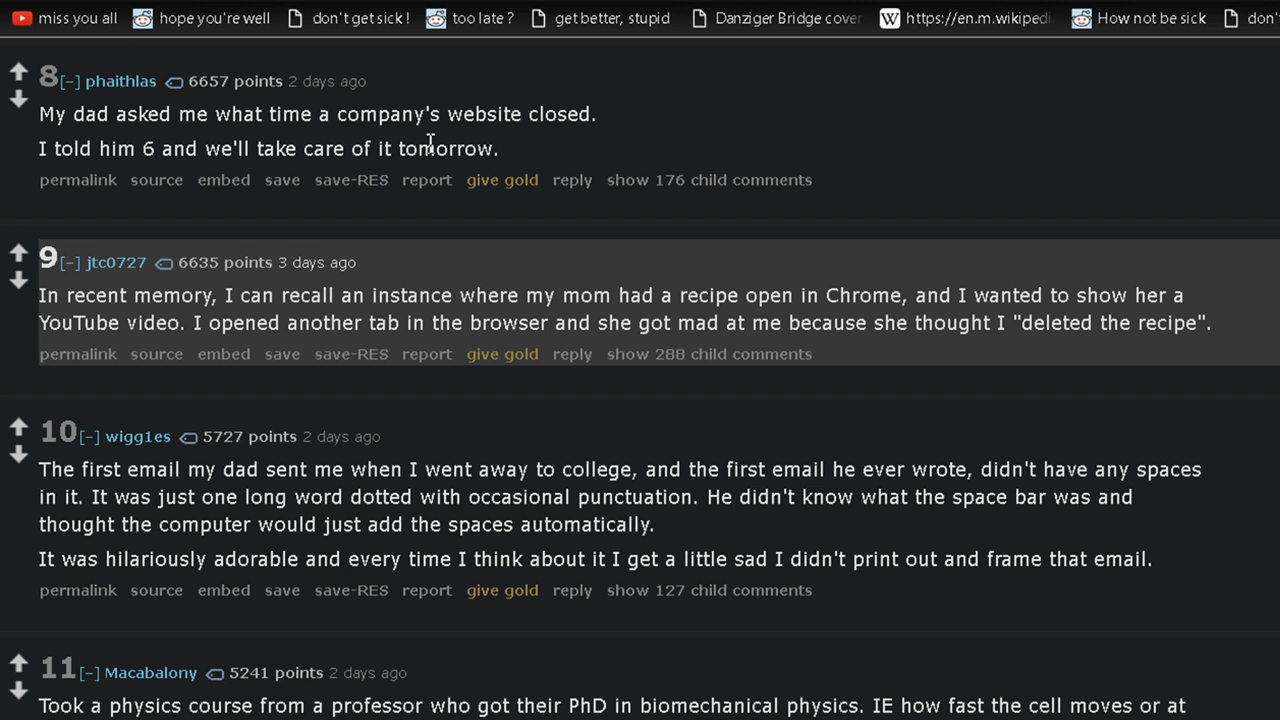 miss you all hope you're well don't get sick ! too late ? get better, stupid Danziger Bridge cover https://en.m.wikipedi How not be sick don'
8 [-] phaithlas 6657 points 2 days ago
My dad asked me what time a company's website closed.
I told him 6 and we'll take care of it tomorrow.
permalink source embed save save-RES report give gold reply show 176 child comments
9 [-] jtc0727 6635 points 3 days ago
In recent memory, I can recall an instance where my mom had a recipe open in Chrome, and I wanted to show her a
YouTube video. I opened another tab in the browser and she got mad at me because she thought I "deleted the recipe".
permalink source embed save save-RES report give gold reply show 288 child comments
10 [-] wigg1es 5727 points 2 days ago
The first email my dad sent me when I went away to college, and the first email he ever wrote, didn't have any spaces
in it. It was just one long word dotted with occasional punctuation. He didn't know what the space bar was and
thought the computer would just add the spaces automatically.
It was hilariously adorable and every time I think about it I get a little sad I didn't print out and frame that email.
permalink source embed save save-RES report give gold reply show 127 child comments
11 [-] Macabalony 5241 points 2 days ago
Took a physics course from a professor who got their PhD in biomechanical physics. IE how fast the cell moves or at